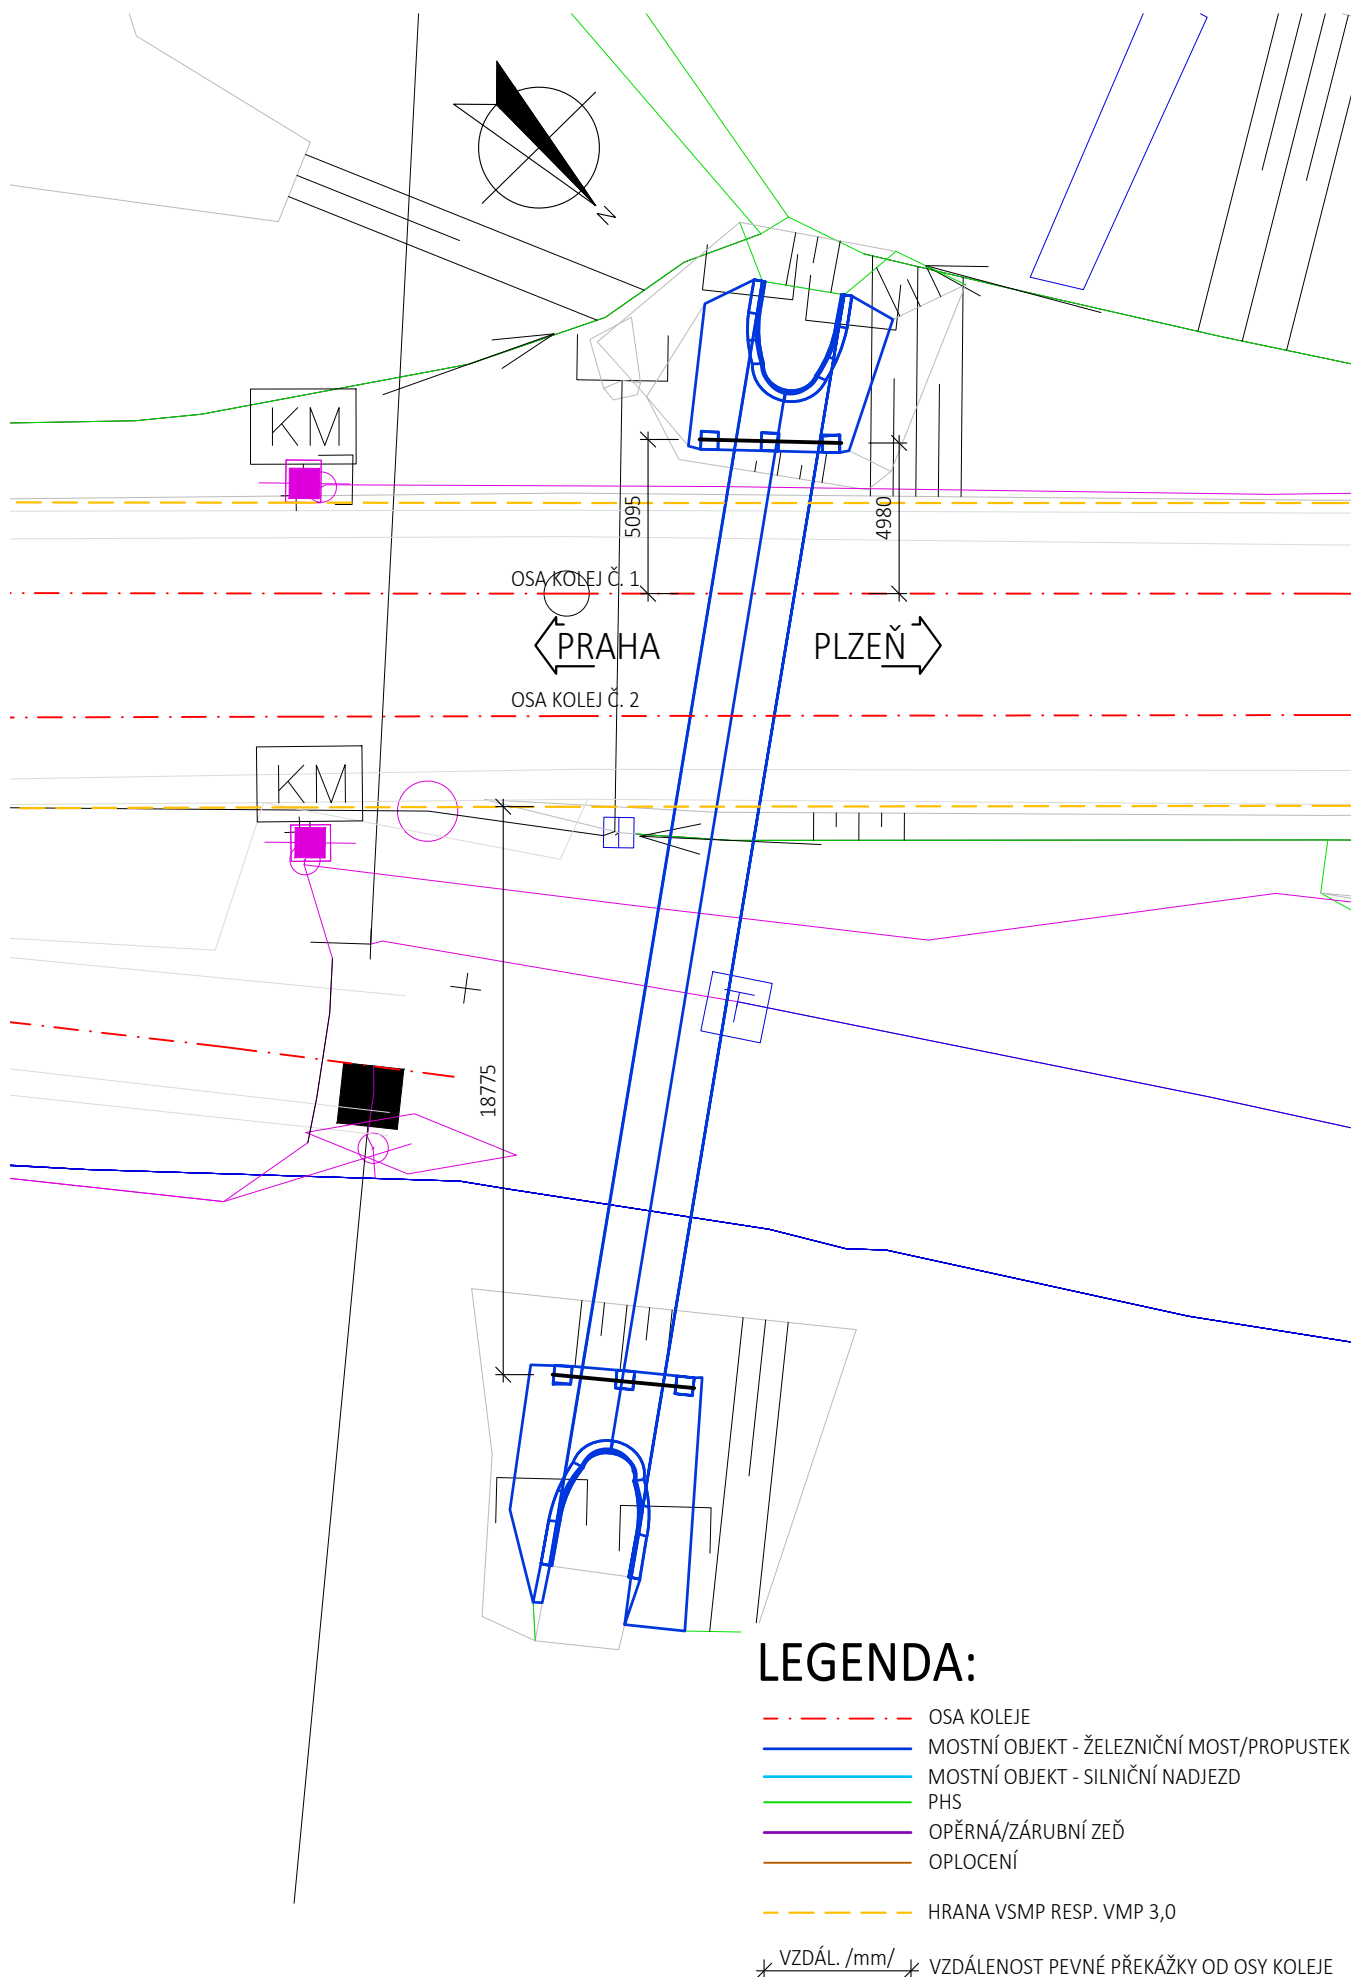 N
KM
5095
4980
OSA KOLEJ Č. 1
PRAHA
PLZEŇ
OSA KOLEJ Č. 2
KM
T
18775
LEGENDA:
OSA KOLEJE
MOSTNÍ OBJEKT - ŽELEZNIČNÍ MOST/PROPUSTEK
MOSTNÍ OBJEKT - SILNIČNÍ NADJEZD
PHS
OPĚRNÁ/ZÁRUBNÍ ZEĎ
OPLOCENÍ
HRANA VSMP RESP. VMP 3,0
VZDÁL. /mm/ VZDÁLENOST PEVNÉ PŘEKÁŽKY OD OSY KOLEJE